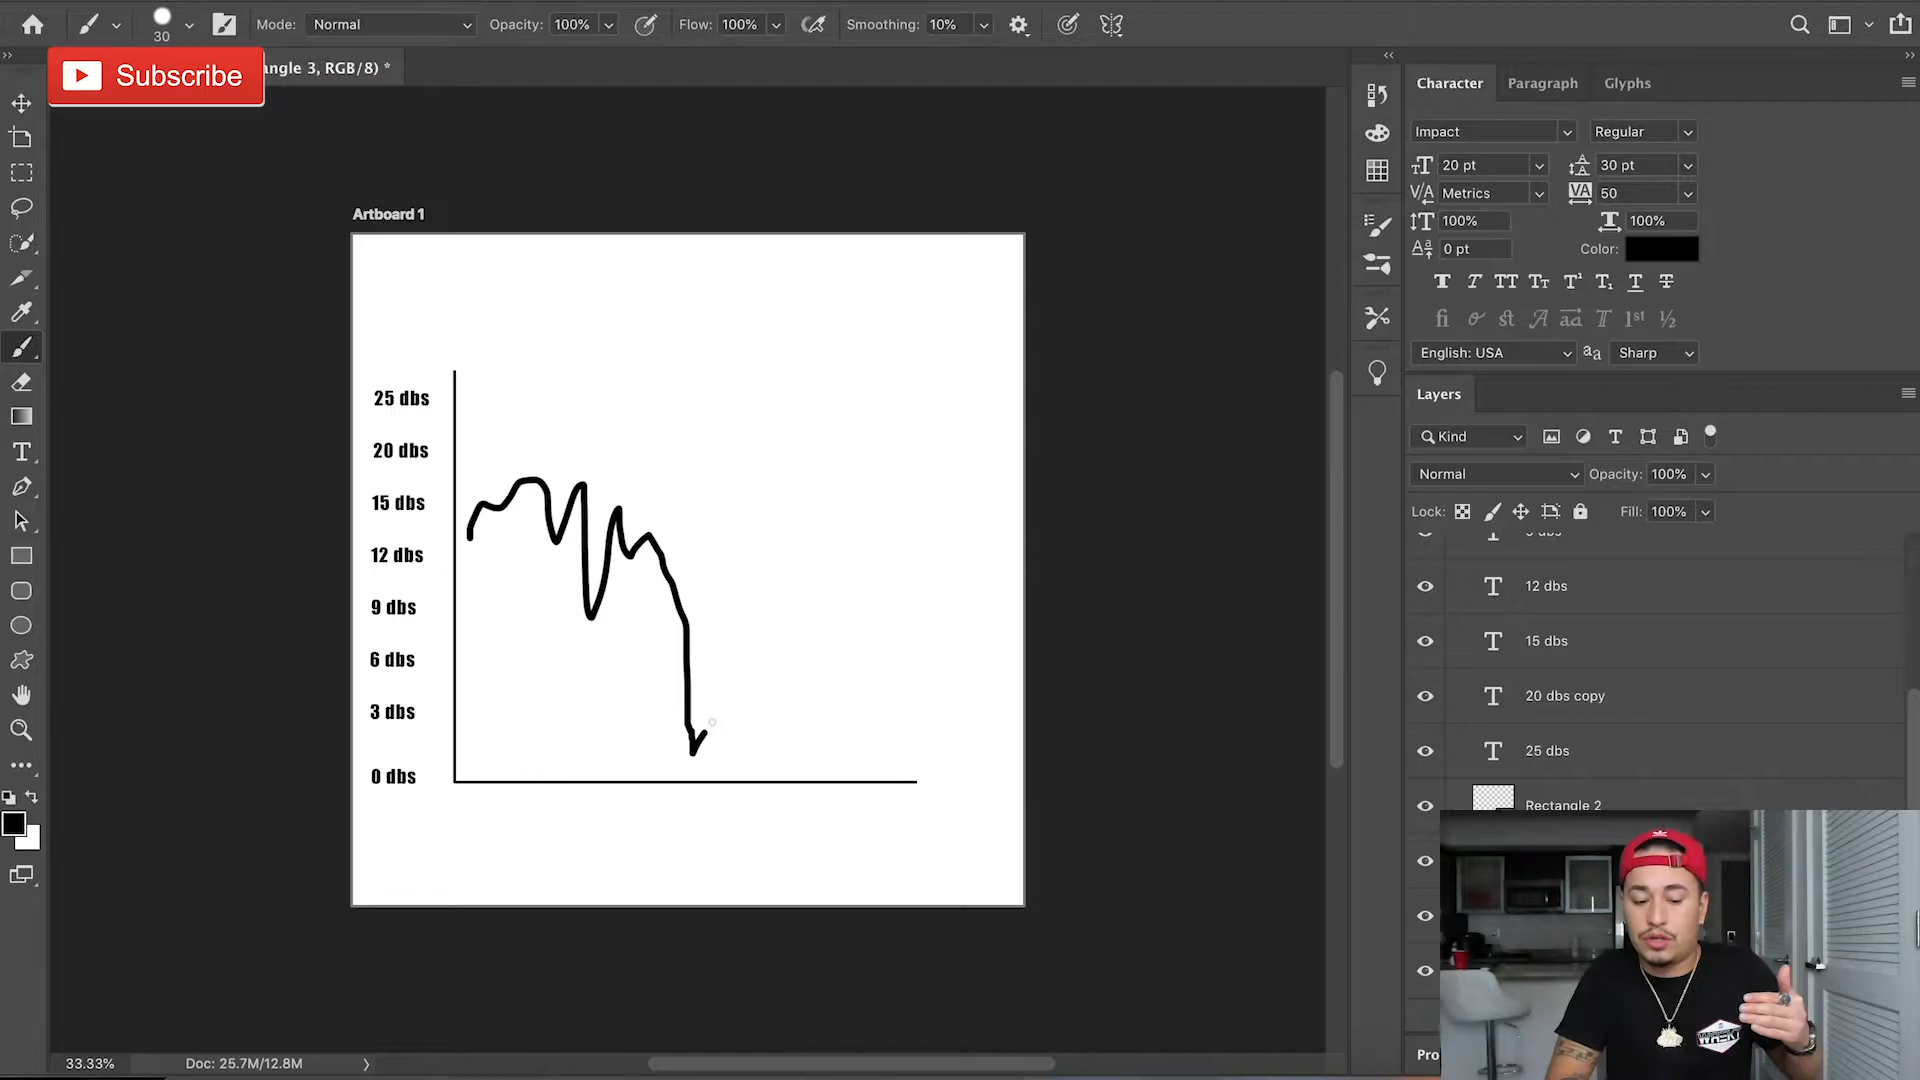 30
Mode: Normal
Opacity: 100%
Flow: 100%
Smoothing: 10%
Subscribe
angle 3, RGB/8) *
Artboard 1
25 dbs
20 dbs
15 dbs
12 dbs
9 dbs
6 dbs
3 dbs
0 dbs
33.33%
Doc: 25.7M/12.8M
Character
Paragraph
Glyphs
Impact
Regular
20 pt
30 pt
Metrics
50
100%
100%
0 pt
Color:
English: USA
Sharp
Layers
Kind
Normal
Opacity: 100%
Lock:
Fill: 100%
12 dbs
15 dbs
20 dbs copy
25 dbs
Rectangle 2
Pro